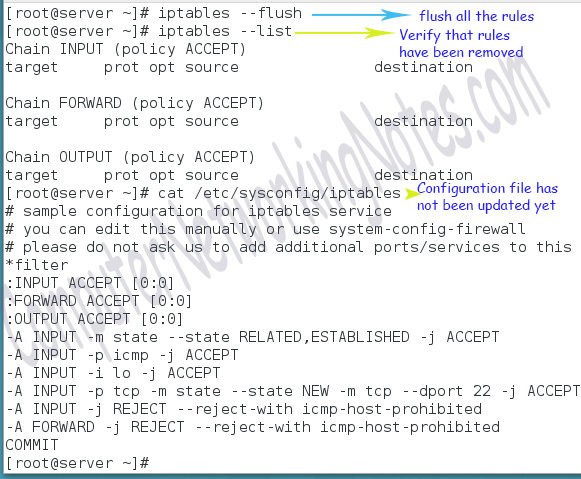 [root@server ~]# iptables --flush
flush all the rules
[root@server ~]# iptables --list
Verify that rules
have been removed
Chain INPUT (policy ACCEPT)
target prot opt source destination
Chain FORWARD (policy ACCEPT)
target prot opt source destination
Chain OUTPUT (policy ACCEPT)
target prot opt source destination
[root@server ~]# cat /etc/sysconfig/iptables
Configuration file has
not been updated yet
# sample configuration for iptables service
# you can edit this manually or use system-config-firewall
# please do not ask us to add additional ports/services to this
*filter
:INPUT ACCEPT [0:0]
:FORWARD ACCEPT [0:0]
:OUTPUT ACCEPT [0:0]
-A INPUT -m state --state RELATED,ESTABLISHED -j ACCEPT
-A INPUT -p icmp -j ACCEPT
-A INPUT -i lo -j ACCEPT
-A INPUT -p tcp -m state --state NEW -m tcp --dport 22 -j ACCEPT
-A INPUT -j REJECT --reject-with icmp-host-prohibited
-A FORWARD -j REJECT --reject-with icmp-host-prohibited
COMMIT
[root@server ~]#
ComputerNetworkingNotes.com